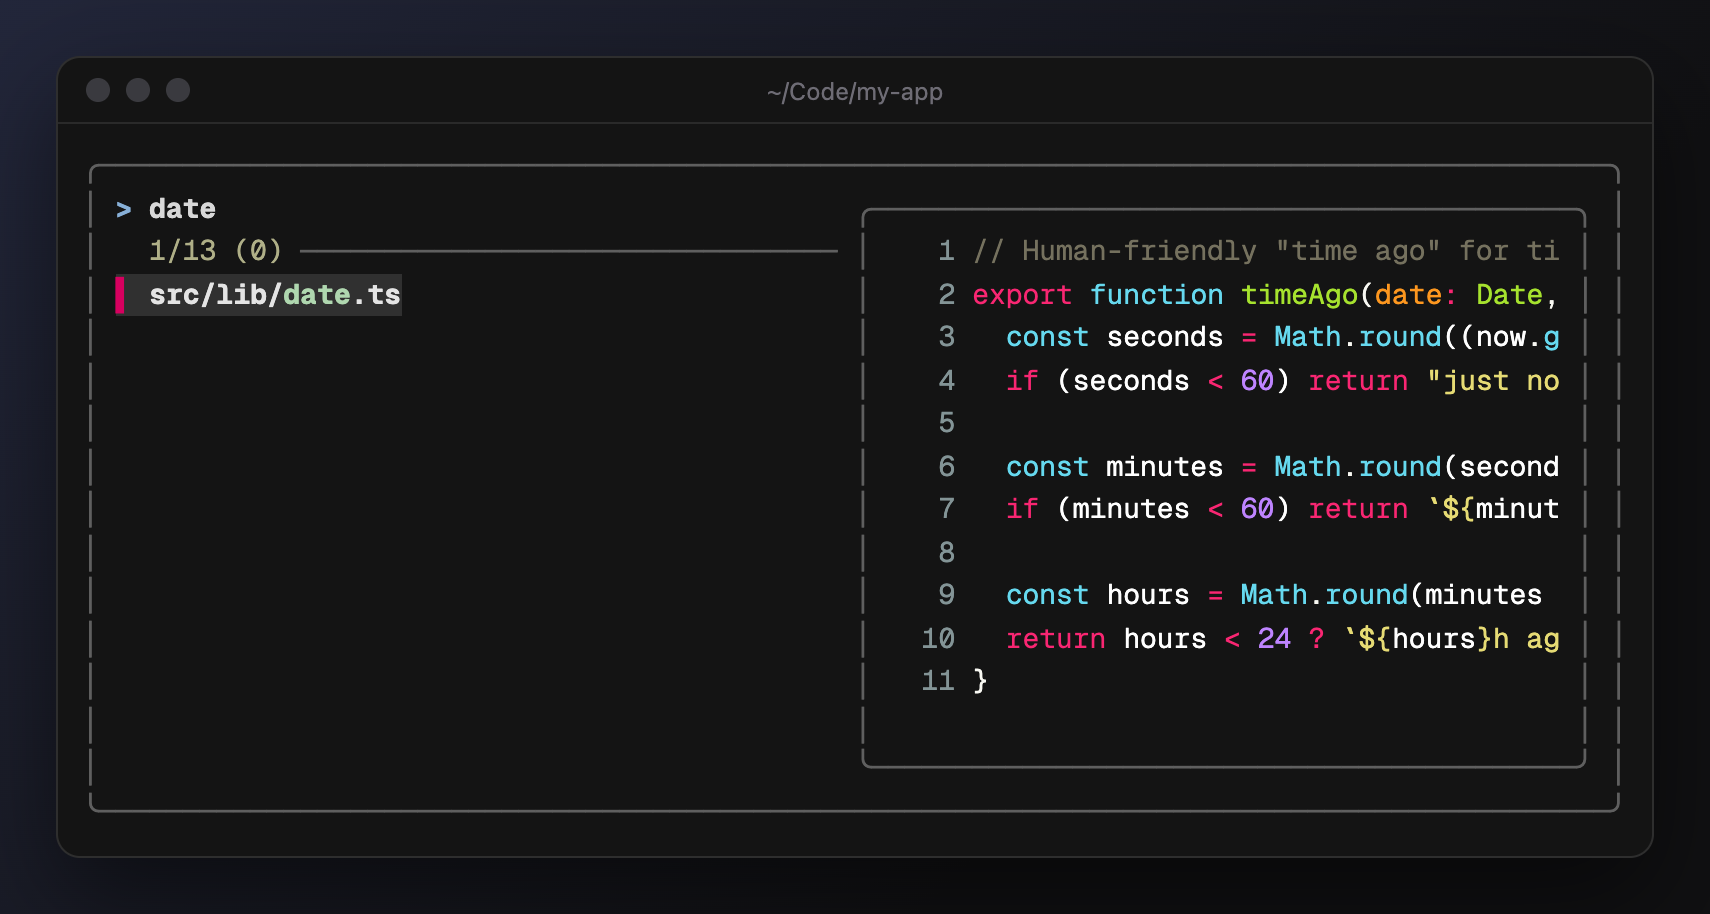 ~/Code/my-app
> date
1/13 (0)
src/lib/date.ts
1 // Human-friendly "time ago" for ti
2 export function timeAgo(date: Date,
3   const seconds = Math.round((now.g
4   if (seconds < 60) return "just no
5
6   const minutes = Math.round(second
7   if (minutes < 60) return `${minut
8
9   const hours = Math.round(minutes
10   return hours < 24 ? `${hours}h ag
11 }